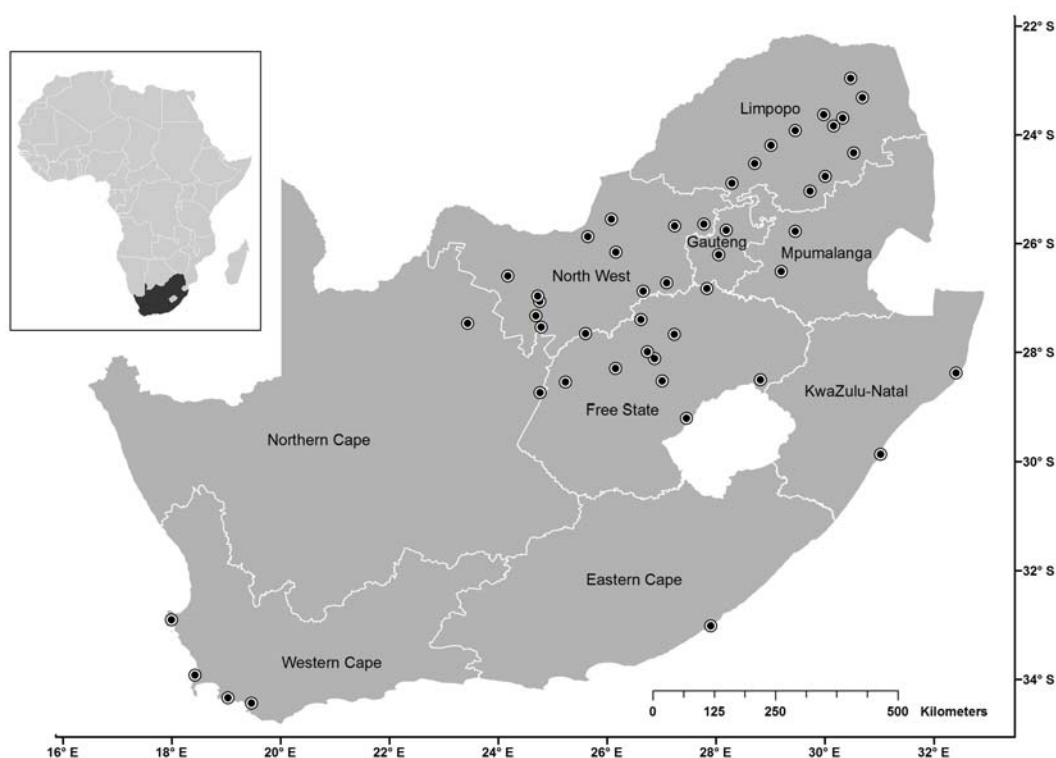 22° S
Limpopo
24° S
Gauteng
Mpumalanga
26° S
North West
28° S
KwaZulu-Natal
Free State
Northern Cape
30° S
32° S
Eastern Cape
Western Cape
34° S
0 125 250 500 Kilometers
16° E 18° E 20° E 22° E 24° E 26° E 28° E 30° E 32° E